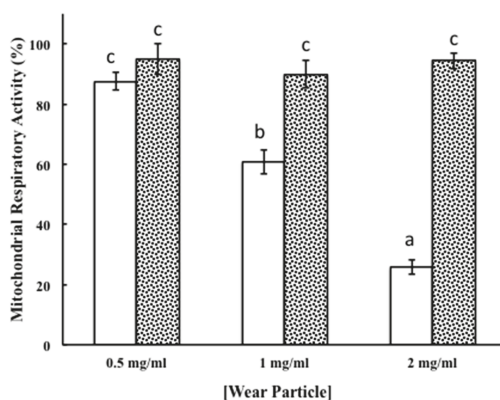 Mitochondrial Respiratory Activity (%)
100
80
60
40
20
0
c
c
b
c
a
c
0.5 mg/ml
1 mg/ml
2 mg/ml
[Wear Particle]